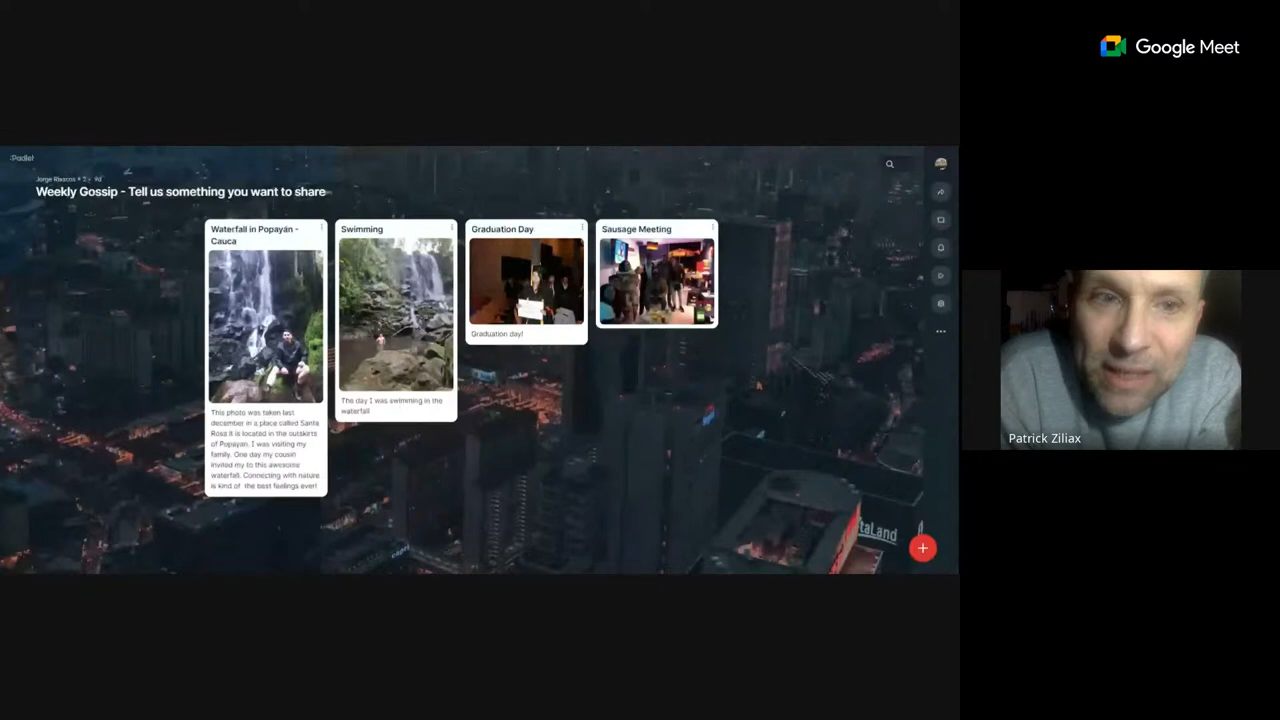 Google Meet
:Padlet
Weekly Gossip - Tell us something you want to share
Waterfall in Popayán -
Cauca
This photo was taken last
december in a place called Santa
Rosa it is located in the outskirts
of Popayan. I was visiting my
family. One day my cousin
invited my to this awesome
waterfall. Connecting with nature
is kind of the best feelings ever!
Swimming
The day I was swimming in the
waterfall
Graduation Day
Graduation day!
Sausage Meeting
taLand
Patrick Ziliax